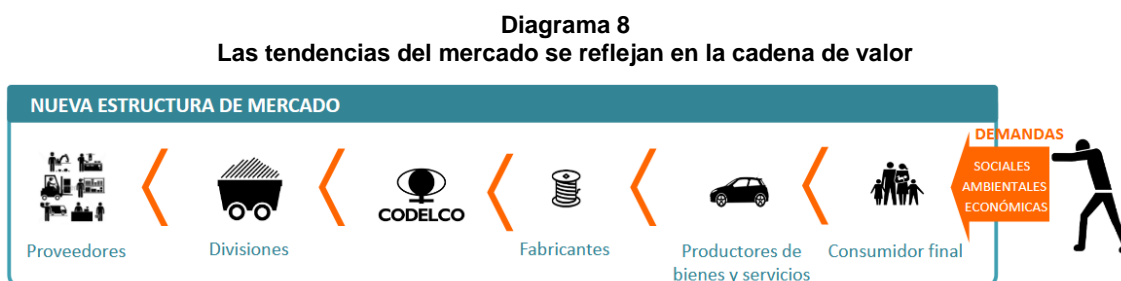 Diagrama 8
Las tendencias del mercado se reflejan en la cadena de valor
NUEVA ESTRUCTURA DE MERCADO
DEMANDAS
SOCIALES
AMBIENTALES
ECONÓMICAS
CODELCO
Proveedores
Divisiones
Fabricantes
Productores de
bienes y servicios
Consumidor final